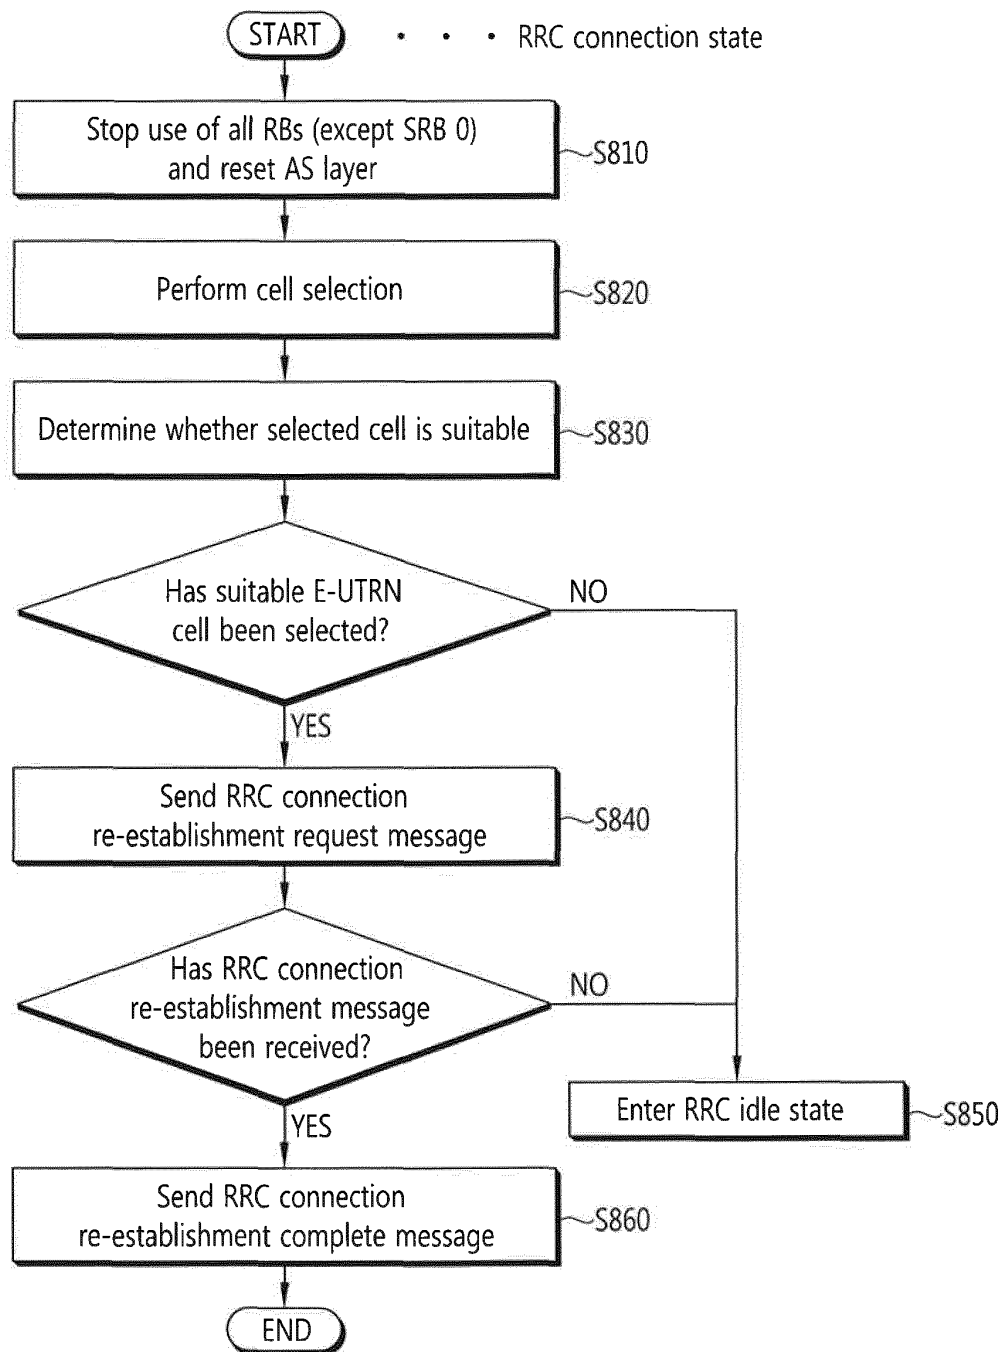 START • • • RRC connection state
Stop use of all RBs (except SRB 0)
and reset AS layer
S810
Perform cell selection
S820
Determine whether selected cell is suitable
S830
Has suitable E-UTRN
cell been selected?
NO
YES
Send RRC connection
re-establishment request message
S840
Has RRC connection
re-establishment message
been received?
NO
YES
Enter RRC idle state
S850
Send RRC connection
re-establishment complete message
S860
END